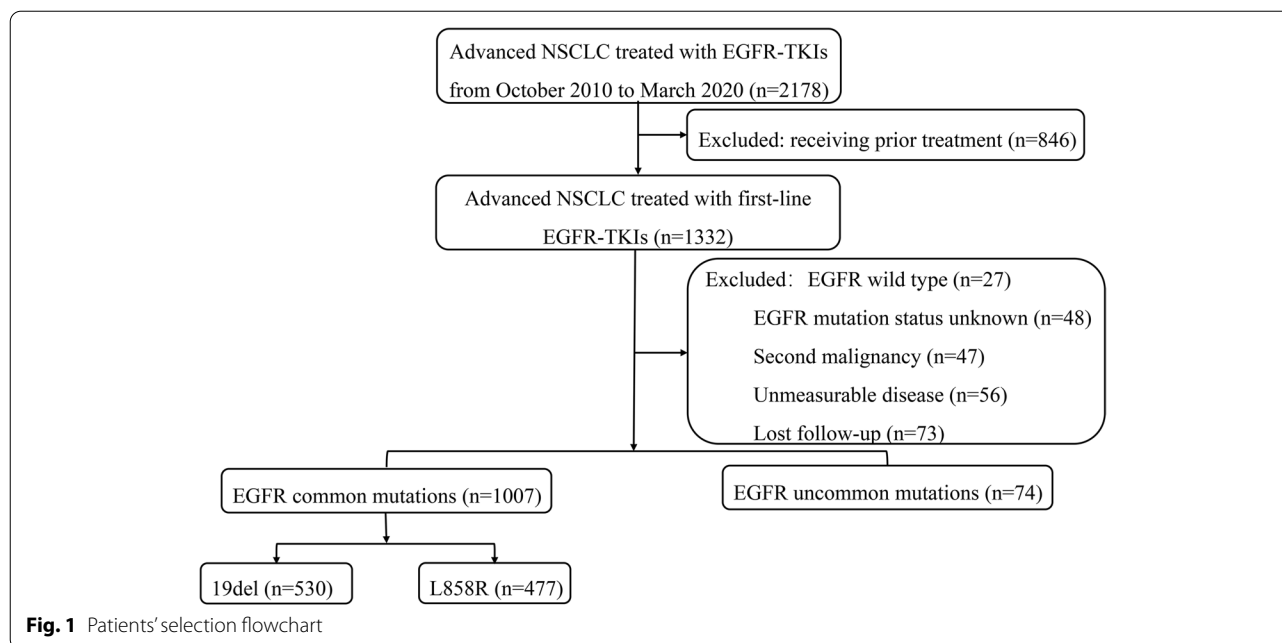 Advanced NSCLC treated with EGFR-TKIs
from October 2010 to March 2020 (n=2178)
Excluded: receiving prior treatment (n=846)
Advanced NSCLC treated with first-line
EGFR-TKIs (n=1332)
Excluded： EGFR wild type (n=27)
EGFR mutation status unknown (n=48)
Second malignancy (n=47)
Unmeasurable disease (n=56)
Lost follow-up (n=73)
EGFR common mutations (n=1007)
EGFR uncommon mutations (n=74)
19del (n=530)
L858R (n=477)
Fig. 1 Patients’ selection flowchart